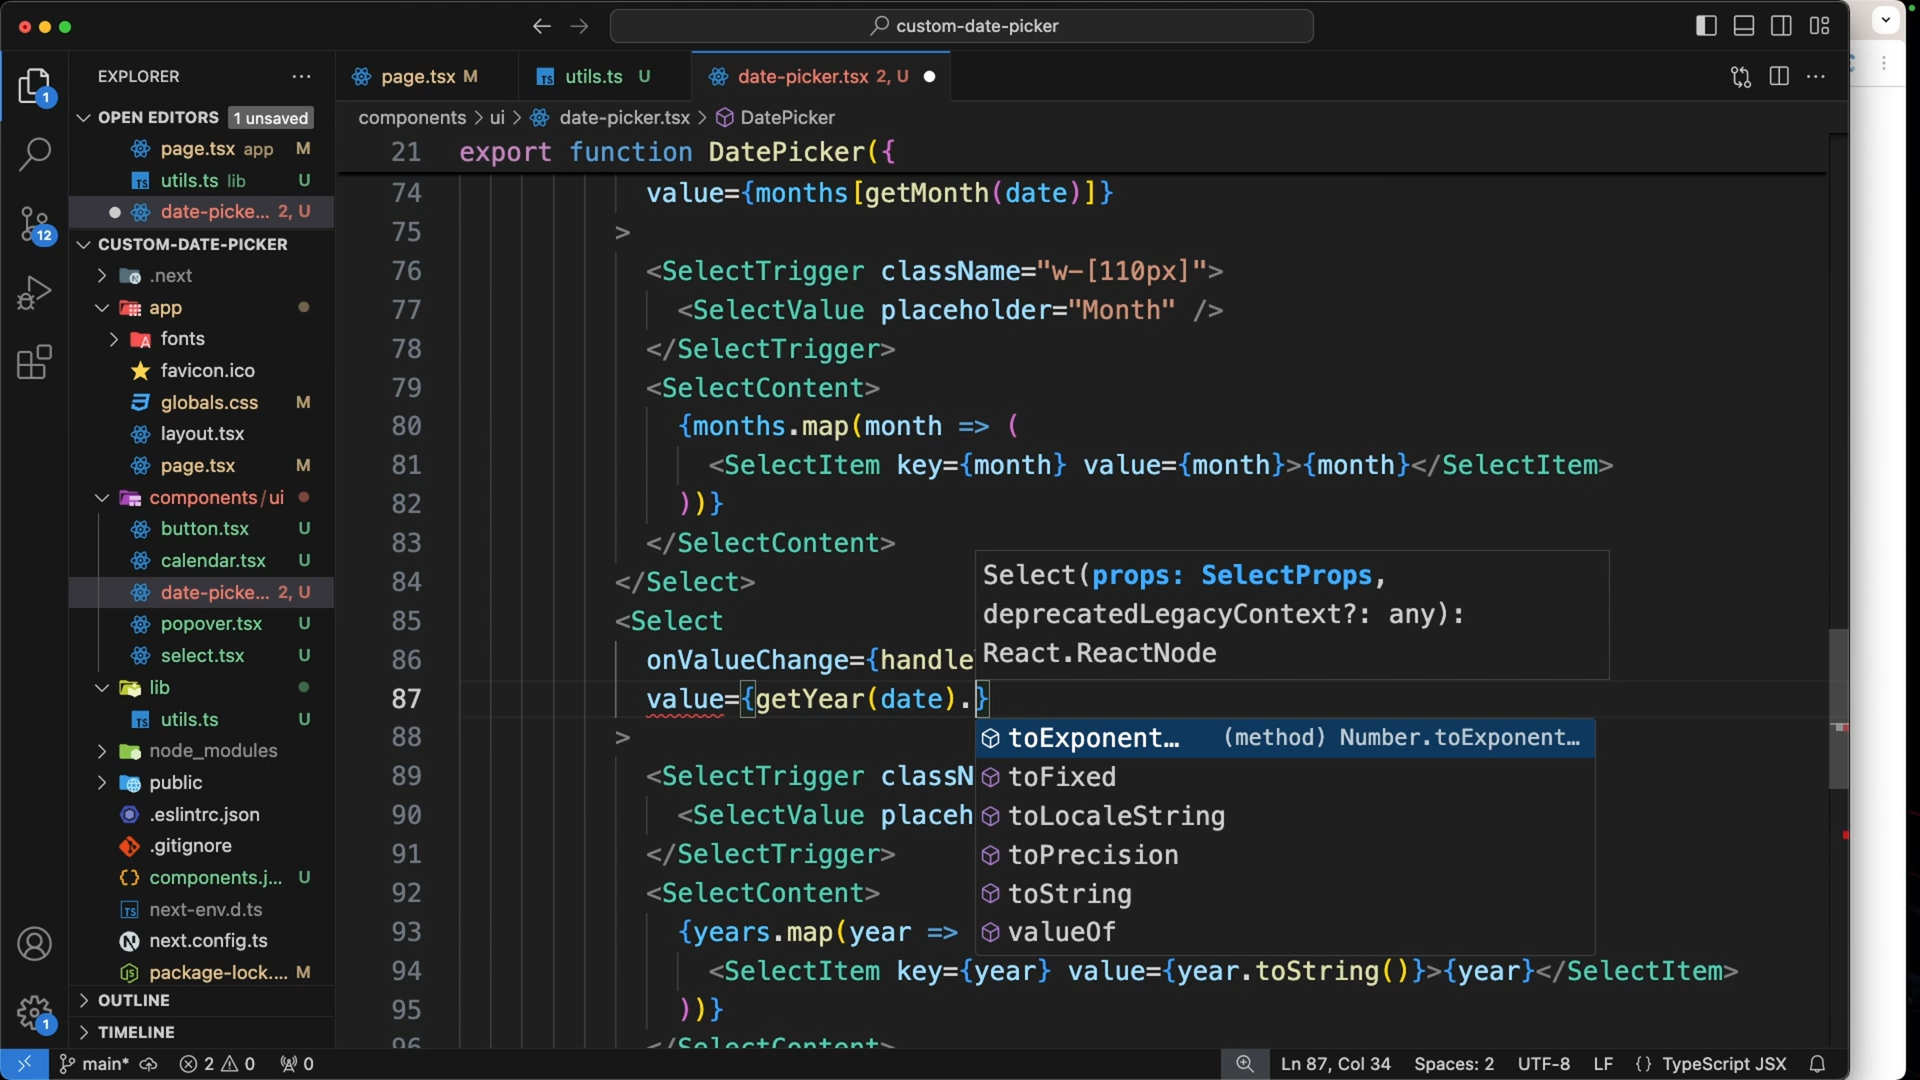 custom-date-picker
EXPLORER
OPEN EDITORS 1 unsaved
page.tsx app M
utils.ts lib U
date-picke... 2, U
CUSTOM-DATE-PICKER
.next
app
fonts
favicon.ico
globals.css M
layout.tsx
page.tsx M
components/ui
button.tsx U
calendar.tsx U
date-picke... 2, U
popover.tsx U
select.tsx U
lib
utils.ts U
node_modules
public
.eslintrc.json
.gitignore
components.j... U
next-env.d.ts
next.config.ts
package-lock.... M
OUTLINE
TIMELINE
1
12
1
page.tsx M
utils.ts U
date-picker.tsx 2, U
components > ui > date-picker.tsx > DatePicker
21 export function DatePicker({
74 value={months[getMonth(date)]}
75 >
76 <SelectTrigger className="w-[110px]">
77 <SelectValue placeholder="Month" />
78 </SelectTrigger>
79 <SelectContent>
80 {months.map(month => (
81 <SelectItem key={month} value={month}>{month}</SelectItem>
82 ))}
83 </SelectContent>
84 </Select>
85 <Select
86 onValueChange={handle
87 value={getYear(date).}
88 >
89 <SelectTrigger classN
90 <SelectValue placeh
91 </SelectTrigger>
92 <SelectContent>
93 {years.map(year =>
94 <SelectItem key={year} value={year.toString()}>{year}</SelectItem>
95 ))}
96 </SelectContent>
Select(props: SelectProps,
deprecatedLegacyContext?: any):
React.ReactNode
toExponent… (method) Number.toExponent…
toFixed
toLocaleString
toPrecision
toString
valueOf
main* 2 0 0
Ln 87, Col 34 Spaces: 2 UTF-8 LF {} TypeScript JSX